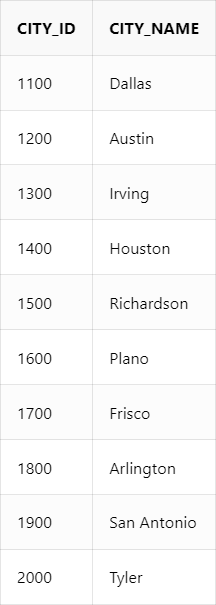 CITY_ID CITY_NAME
1100 Dallas
1200 Austin
1300 Irving
1400 Houston
1500 Richardson
1600 Plano
1700 Frisco
1800 Arlington
1900 San Antonio
2000 Tyler